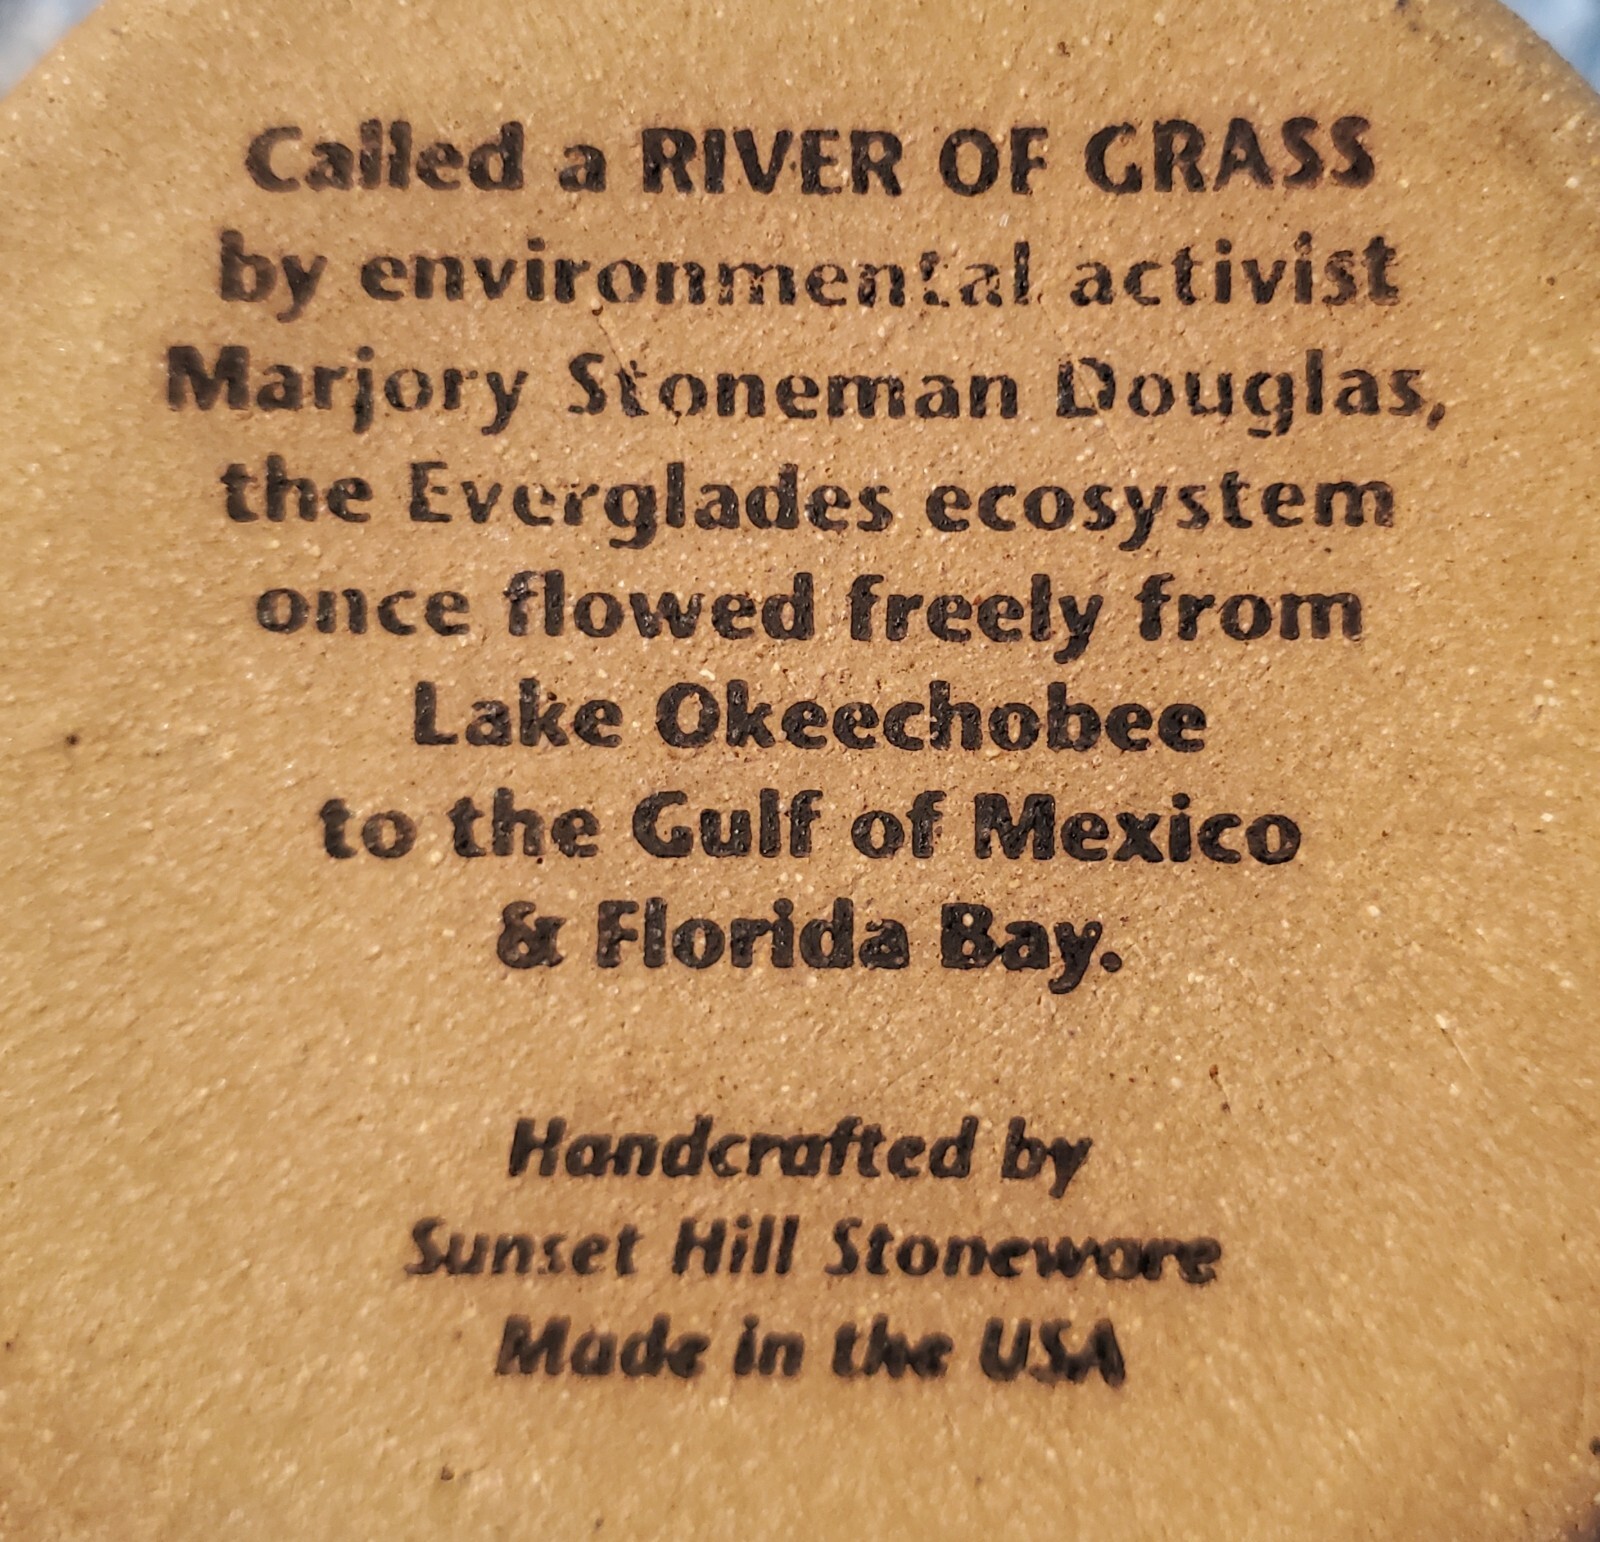 Called a RIVER OF GRASS
by environmental activist
Marjory Stoneman Douglas,
the Everglades ecosystem
once flowed freely from
Lake Okeechobee
to the Gulf of Mexico
& Florida Bay.
Handcrafted by
Sunset Hill Stoneware
Made in the USA